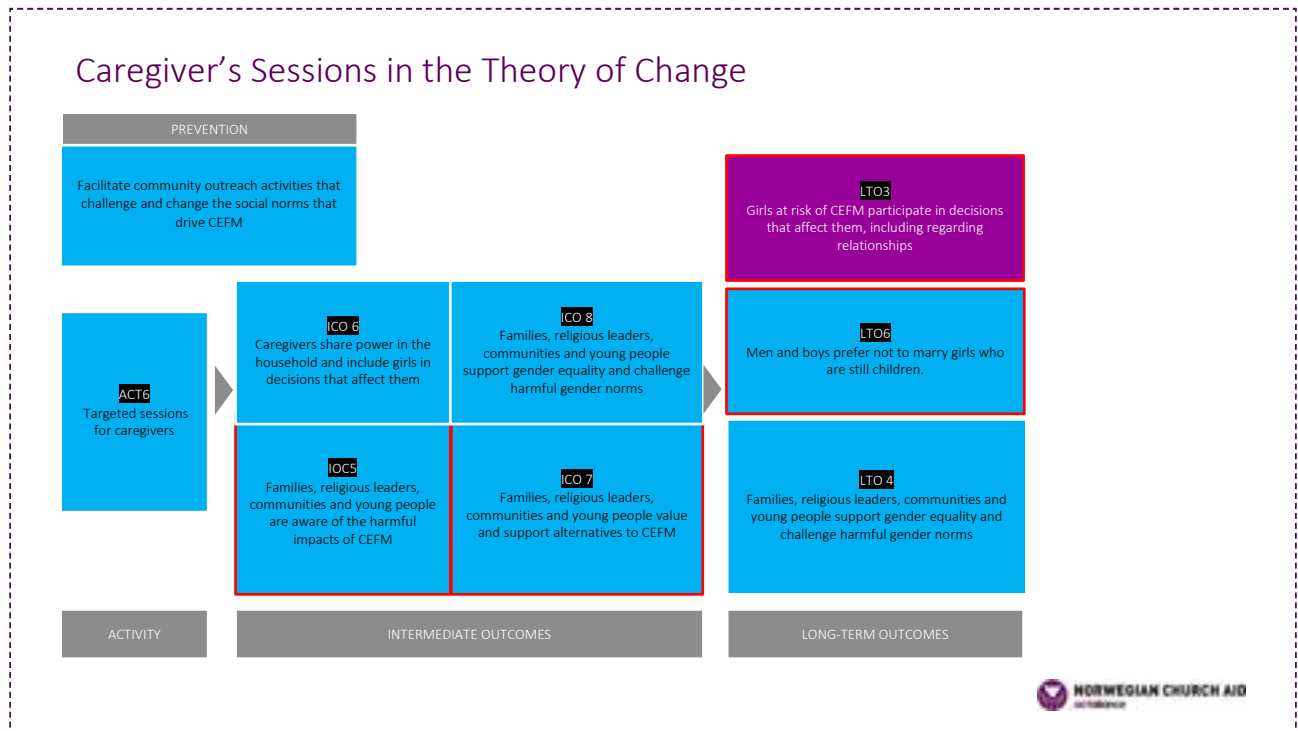 Caregiver’s Sessions in the Theory of Change
PREVENTION
Facilitate community outreach activities that
challenge and change the social norms that
drive CEFM
ACT6
Targeted sessions
for caregivers
ICO 6
Caregivers share power in the
household and include girls in
decisions that affect them
ICO 8
Families, religious leaders,
communities and young people
support gender equality and challenge
harmful gender norms
IOC5
Families, religious leaders,
communities and young people
are aware of the harmful
impacts of CEFM
ICO 7
Families, religious leaders,
communities and young people value
and support alternatives to CEFM
LTO3
Girls at risk of CEFM participate in decisions
that affect them, including regarding
relationships
LTO6
Men and boys prefer not to marry girls who
are still children.
LTO 4
Families, religious leaders, communities and
young people support gender equality and
challenge harmful gender norms
ACTIVITY
INTERMEDIATE OUTCOMES
LONG-TERM OUTCOMES
NORWEGIAN CHURCH AID
actalliance